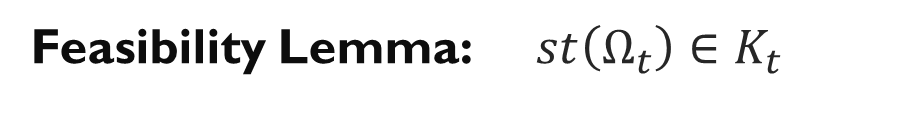 Feasibility Lemma: st(Ωₜ) ∈ Kₜ